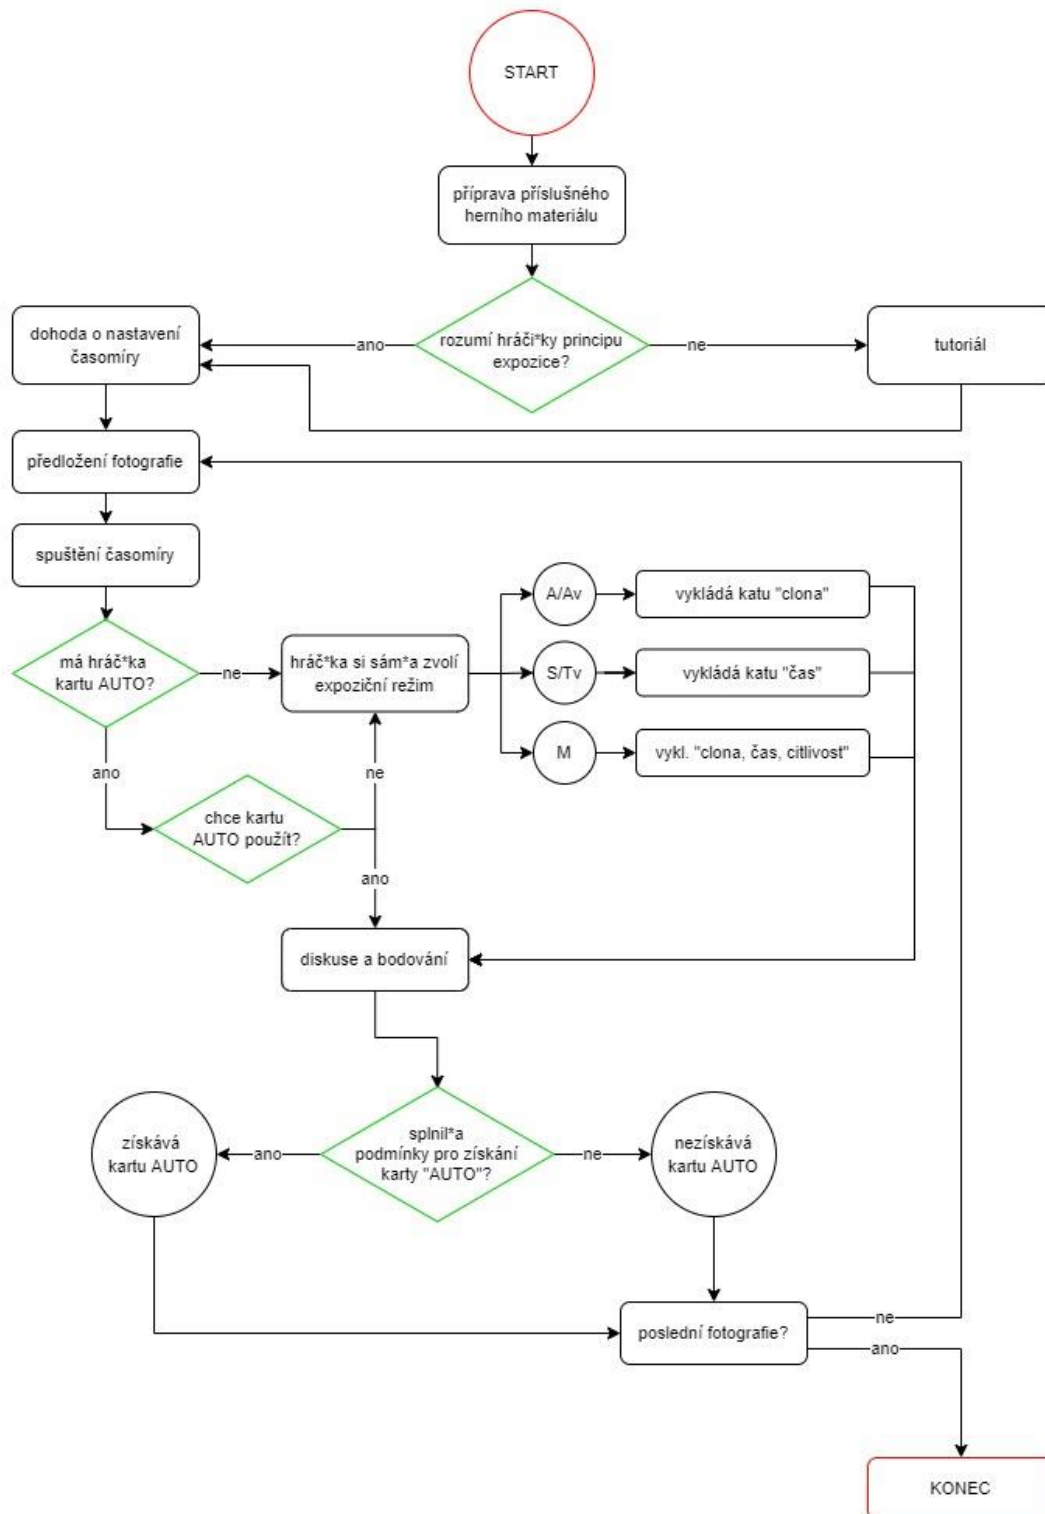 START
příprava příslušného
herního materiálu
dohoda o nastavení
časomíry
ano
rozumí hráči*ky principu
expozice?
ne
tutoriál
předložení fotografie
spuštění časomíry
má hráč*ka
kartu AUTO?
ne
hráč*ka si sám*a zvolí
expoziční režim
A/Av
vykládá katu "clona"
S/Tv
vykládá katu "čas"
M
vykl. "clona, čas, citlivost"
ano
ne
chce kartu
AUTO použít?
ano
diskuse a bodování
získává
kartu AUTO
ano
splnil*a
podmínky pro získání
karty "AUTO"?
ne
nezískává
kartu AUTO
poslední fotografie?
ne
ano
KONEC